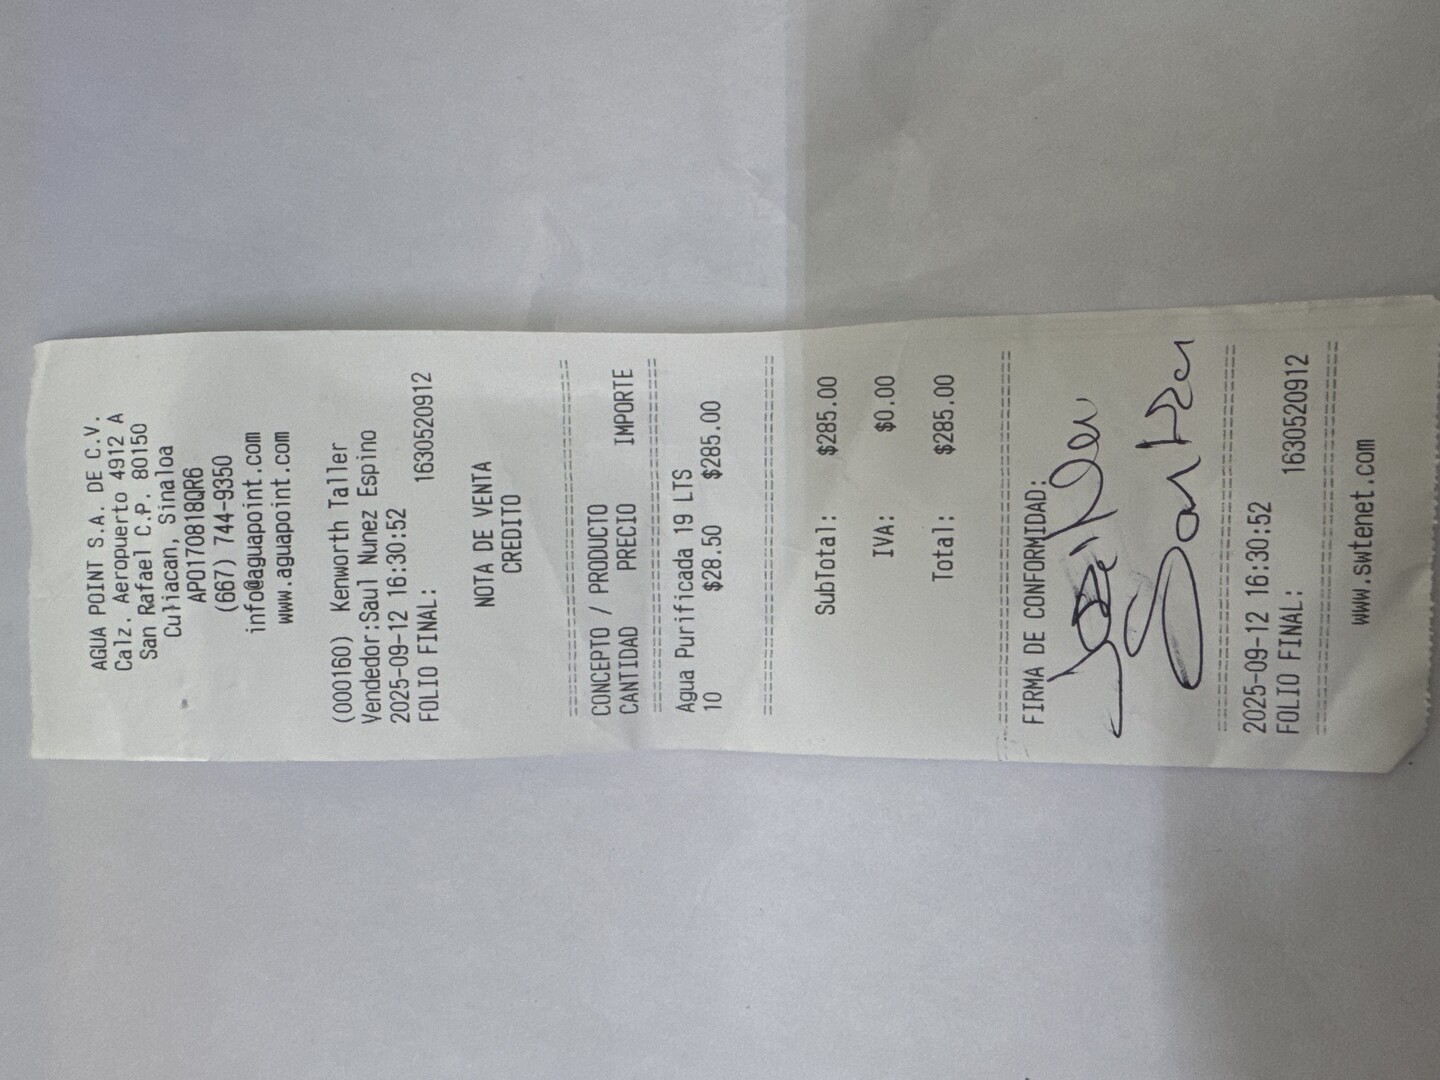 AGUA POINT S.A. DE C.V.
Calz. Aeropuerto 4912 A
San Rafael C.P. 80150
Culiacan, Sinaloa
APO170818QR6
(667) 744-9350
info@aguapoint.com
www.aguapoint.com
(000160) Kenworth Taller
Vendedor:Saul Nunez Espino
2025-09-12 16:30:52
FOLIO FINAL: 1630520912
NOTA DE VENTA
CREDITO
CONCEPTO / PRODUCTO
CANTIDAD PRECIO IMPORTE
Agua Purificada 19 LTS
10 $28.50 $285.00
SubTotal: $285.00
IVA: $0.00
Total: $285.00
FIRMA DE CONFORMIDAD:
2025-09-12 16:30:52
FOLIO FINAL: 1630520912
www.swtenet.com